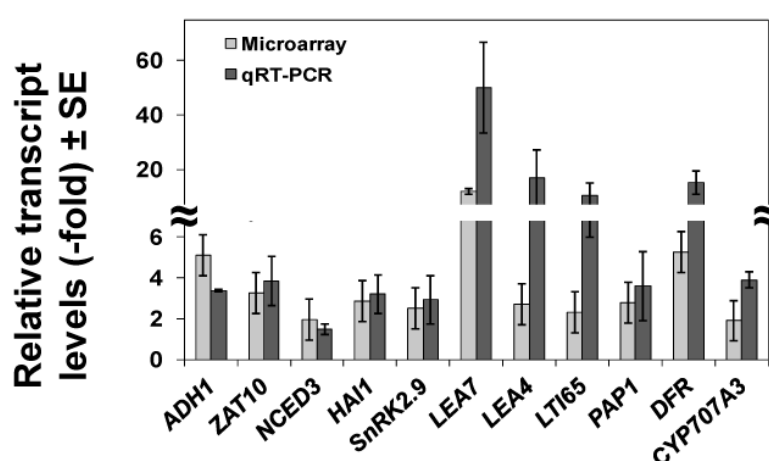 Relative transcript
levels (-fold) ± SE
60
40
20
6
4
2
0
Microarray
qRT-PCR
ADH1
ZAT10
NCED3
HAI1
SnRK2.9
LEA7
LEA4
LTI65
PAP1
DFR
CYP707A3